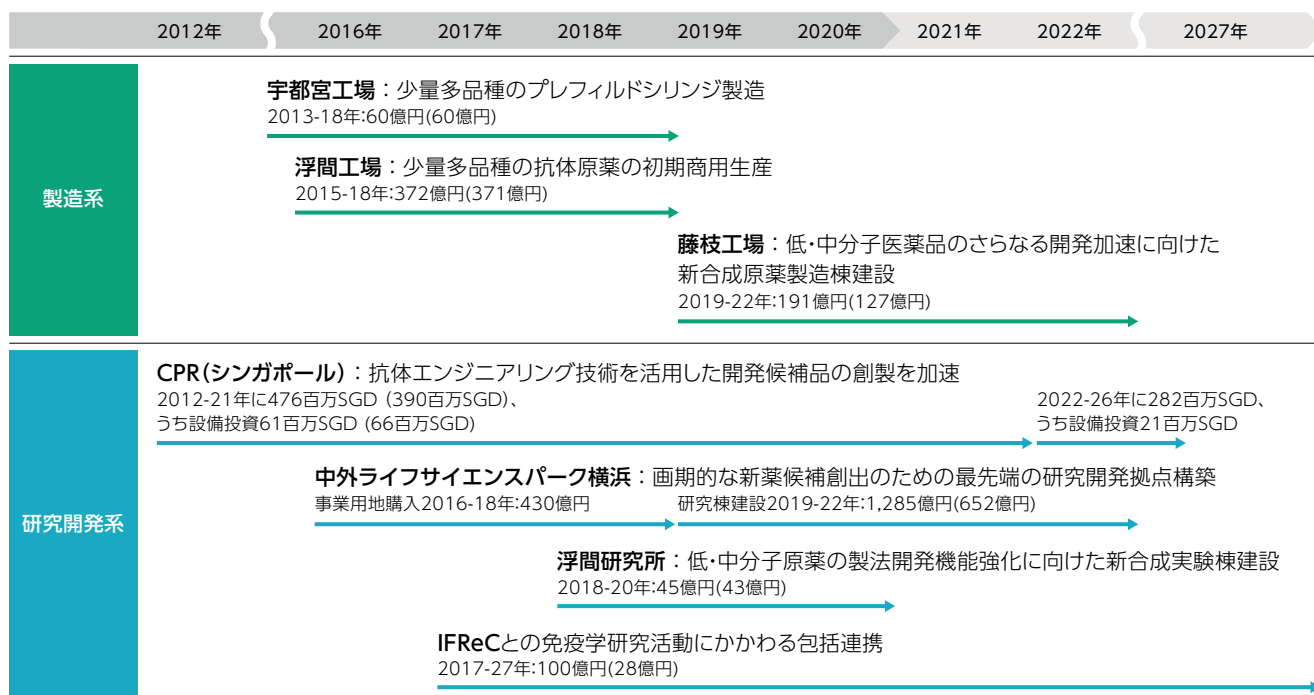 2012年 2016年 2017年 2018年 2019年 2020年 2021年 2022年 2027年
製造系
宇都宮工場：少量多品種のプレフィルドシリンジ製造
2013-18年:60億円(60億円)
浮間工場：少量多品種の抗体原薬の初期商用生産
2015-18年:372億円(371億円)
藤枝工場：低・中分子医薬品のさらなる開発加速に向けた
新合成原薬製造棟建設
2019-22年:191億円(127億円)
研究開発系
CPR(シンガポール)：抗体エンジニアリング技術を活用した開発候補品の創製を加速
2012-21年に476百万SGD (390百万SGD)、
うち設備投資61百万SGD (66百万SGD)
2022-26年に282百万SGD、
うち設備投資21百万SGD
中外ライフサイエンスパーク横浜：画期的な新薬候補創出のための最先端の研究開発拠点構築
事業用地購入2016-18年:430億円
研究棟建設2019-22年:1,285億円(652億円)
浮間研究所：低・中分子原薬の製法開発機能強化に向けた新合成実験棟建設
2018-20年:45億円(43億円)
IFReCとの免疫学研究活動にかかわる包括連携
2017-27年:100億円(28億円)